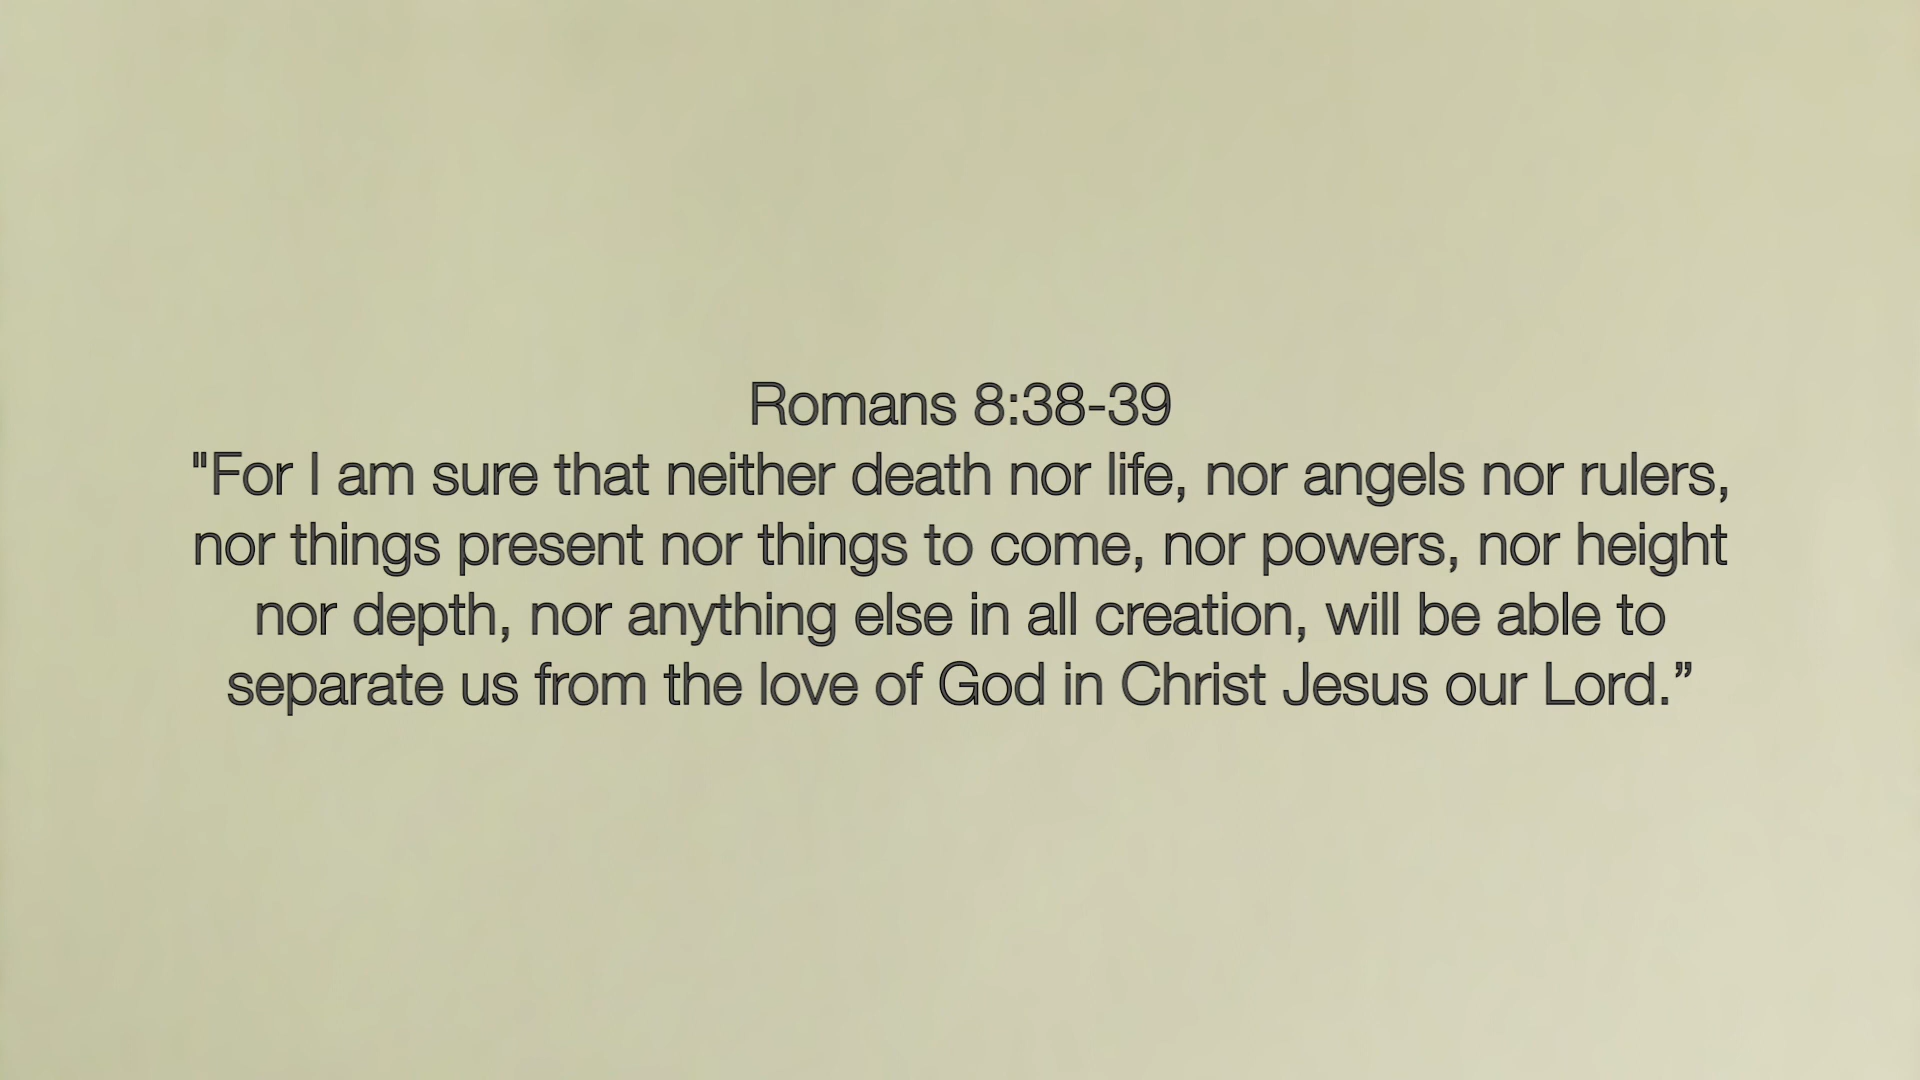 Romans 8:38-39
"For I am sure that neither death nor life, nor angels nor rulers,
nor things present nor things to come, nor powers, nor height
nor depth, nor anything else in all creation, will be able to
separate us from the love of God in Christ Jesus our Lord.”